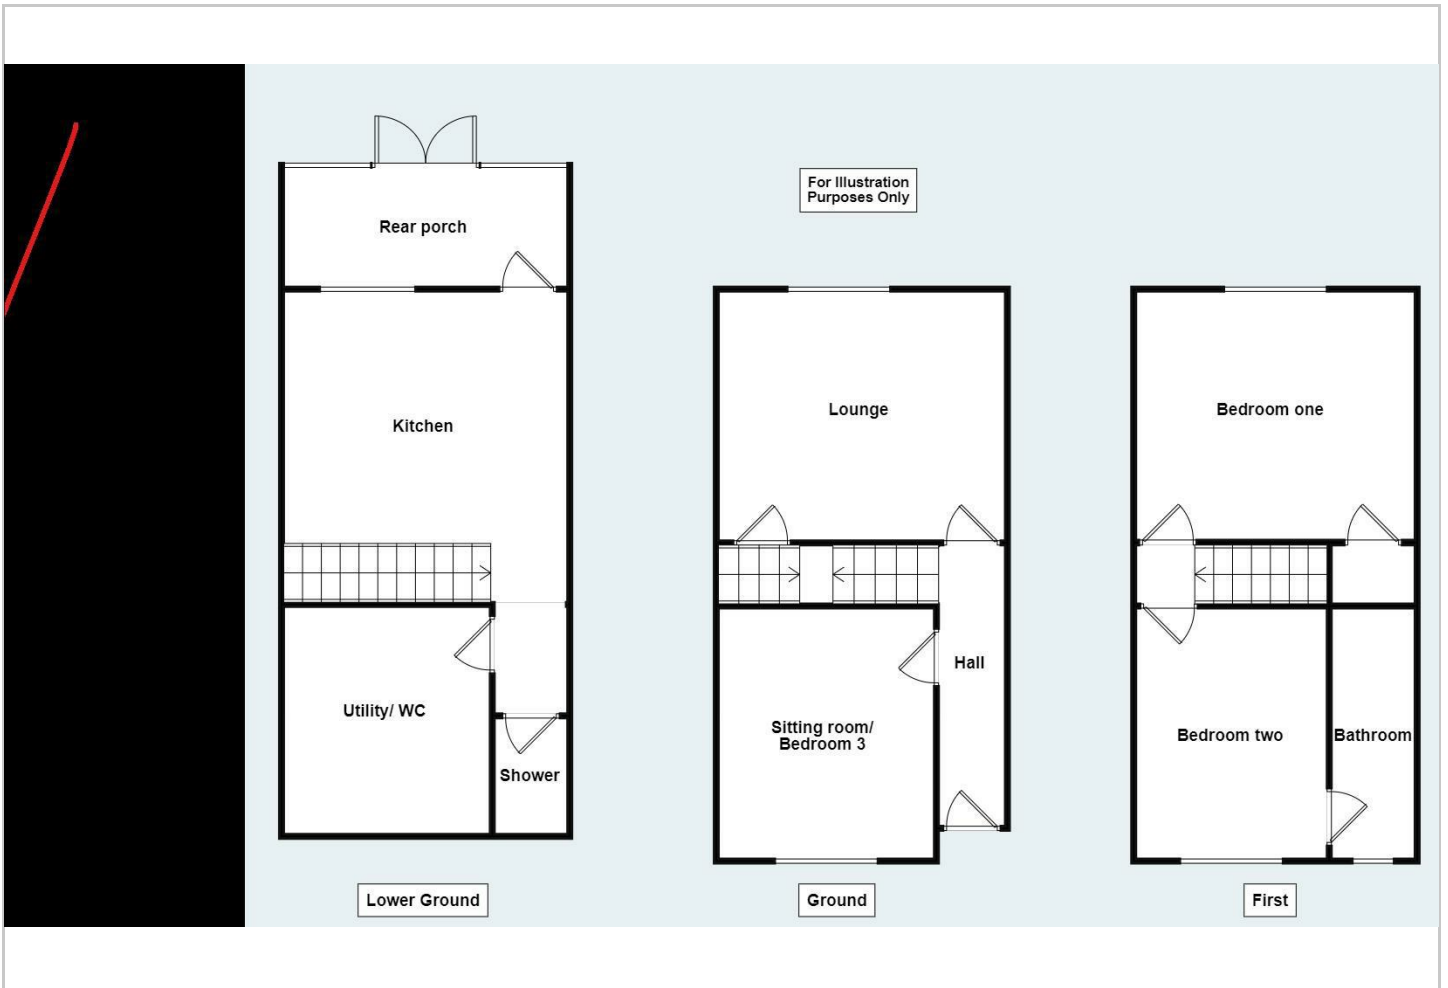 For Illustration
Purposes Only
Rear porch
Kitchen
Utility/ WC
Shower
Lower Ground
Lounge
Hall
Sitting room/
Bedroom 3
Ground
Bedroom one
Bedroom two
Bathroom
First